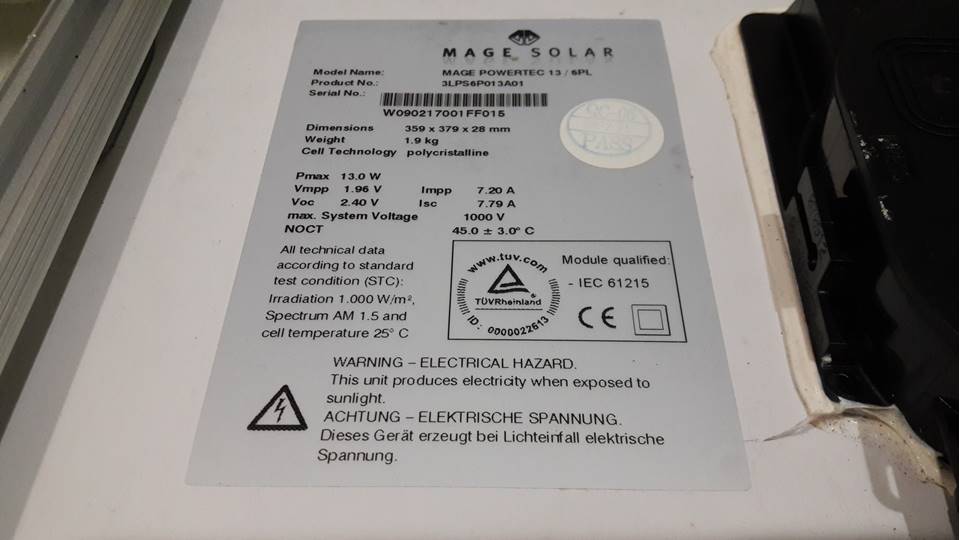 MAGE SOLAR
Model Name: MAGE POWERTEC 13 / 6PL
Product No.: 3LPS6P013A01
Serial No.:
W090217001FF015
QC-06
PASS
Dimensions 359 x 379 x 28 mm
Weight 1.9 kg
Cell Technology polycristalline
Pmax 13.0 W
Vmpp 1.96 V Impp 7.20 A
Voc 2.40 V Isc 7.79 A
max. System Voltage 1000 V
NOCT 45.0 ± 3.0° C
All technical data
according to standard
test condition (STC):
Irradiation 1.000 W/m²,
Spectrum AM 1.5 and
cell temperature 25° C
www.tuv.com
TÜVRheinland
ID: 0000022613
Module qualified:
- IEC 61215
CE
WARNING – ELECTRICAL HAZARD.
This unit produces electricity when exposed to
sunlight.
ACHTUNG – ELEKTRISCHE SPANNUNG.
Dieses Gerät erzeugt bei Lichteinfall elektrische
Spannung.